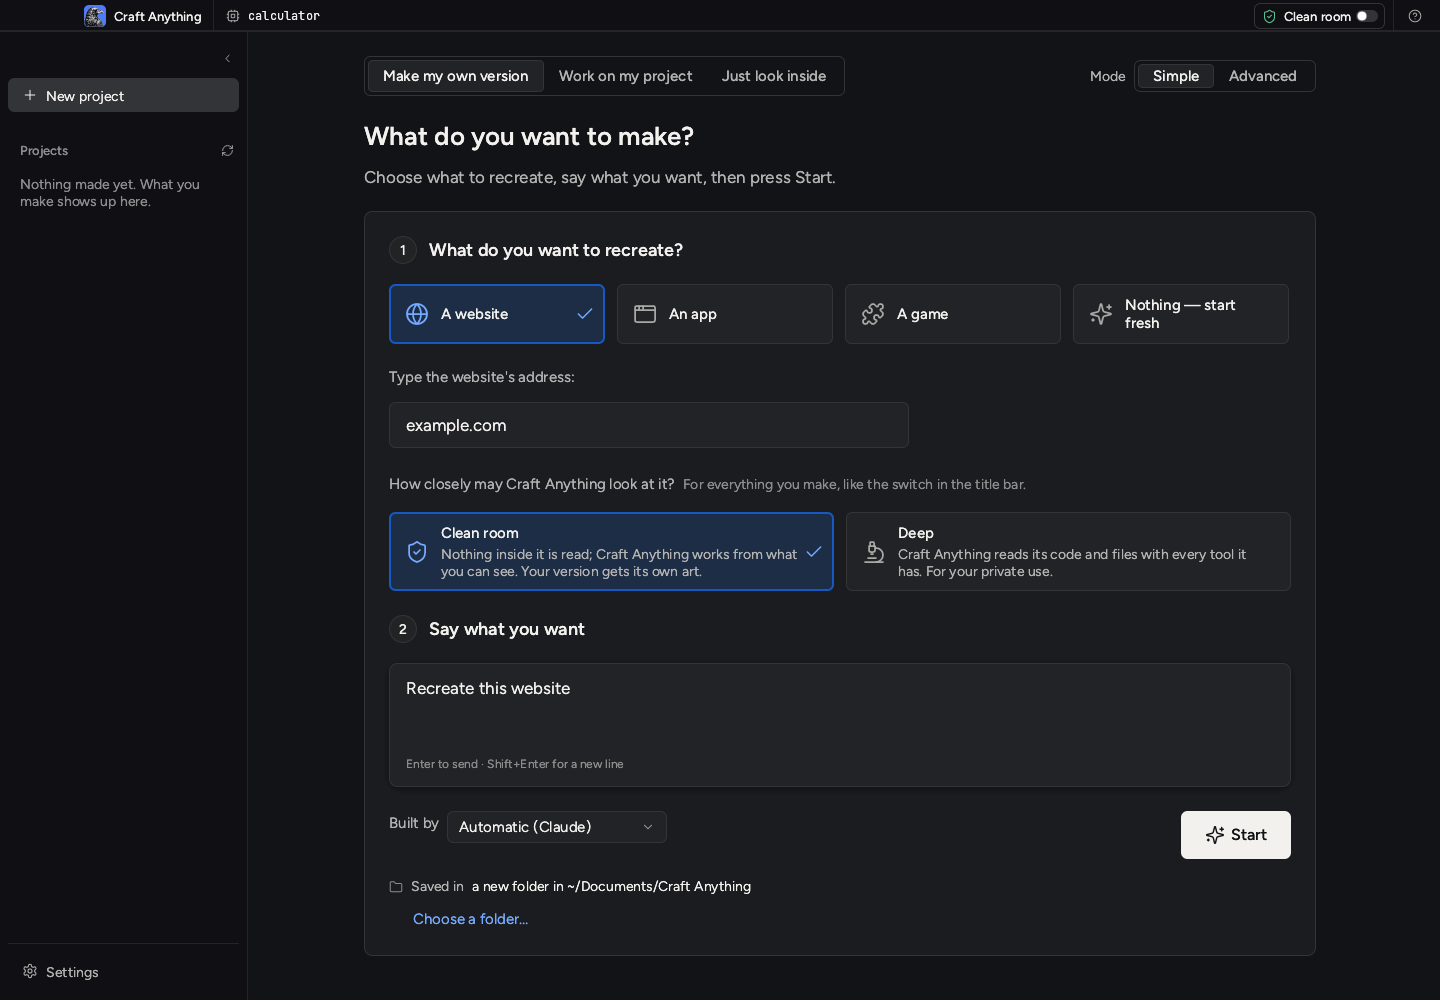 Craft Anything
calculator
Clean room
New project
Projects
Nothing made yet. What you
make shows up here.
Settings
Make my own version
Work on my project
Just look inside
Mode
Simple
Advanced
What do you want to make?
Choose what to recreate, say what you want, then press Start.
1
What do you want to recreate?
A website
An app
A game
Nothing — start
fresh
Type the website's address:
example.com
How closely may Craft Anything look at it? For everything you make, like the switch in the title bar.
Clean room
Nothing inside it is read; Craft Anything works from what
you can see. Your version gets its own art.
Deep
Craft Anything reads its code and files with every tool it
has. For your private use.
2
Say what you want
Recreate this website
Enter to send · Shift+Enter for a new line
Built by
Automatic (Claude)
Start
Saved in a new folder in ~/Documents/Craft Anything
Choose a folder...